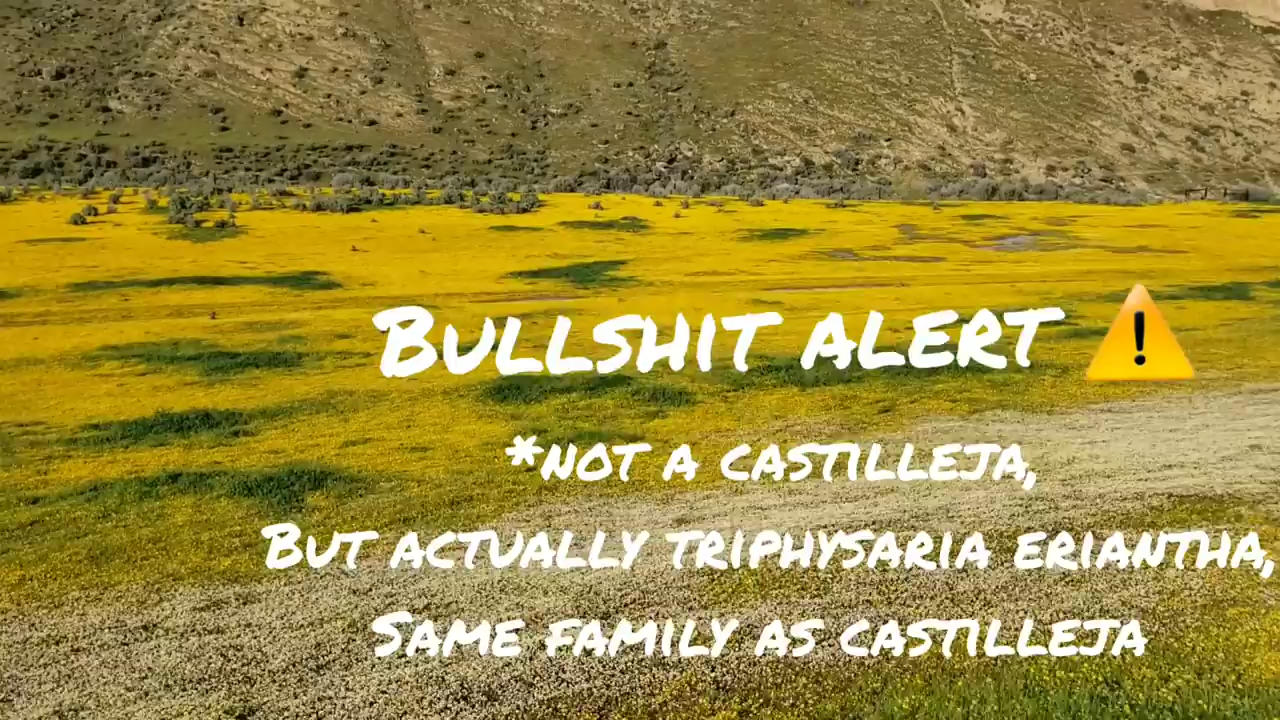 Bullshit alert ⚠️
*not a castilleja,
But actually triphysaria eriantha,
Same family as castilleja